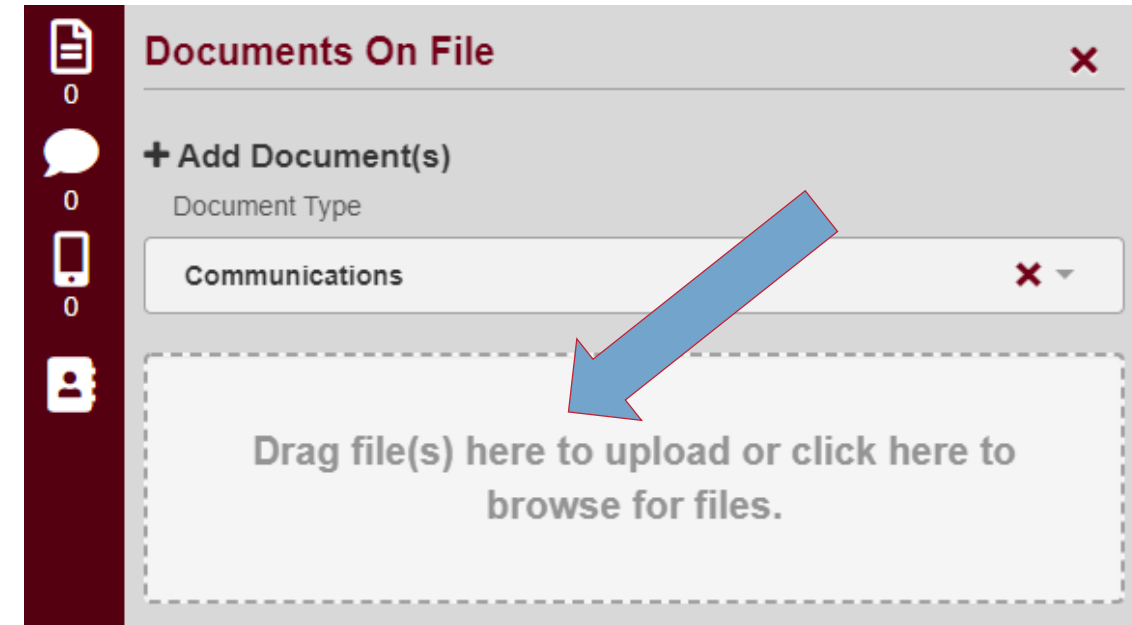 Documents On File
0
+ Add Document(s)
0
Document Type
Communications
0
Drag file(s) here to upload or click here to
browse for files.